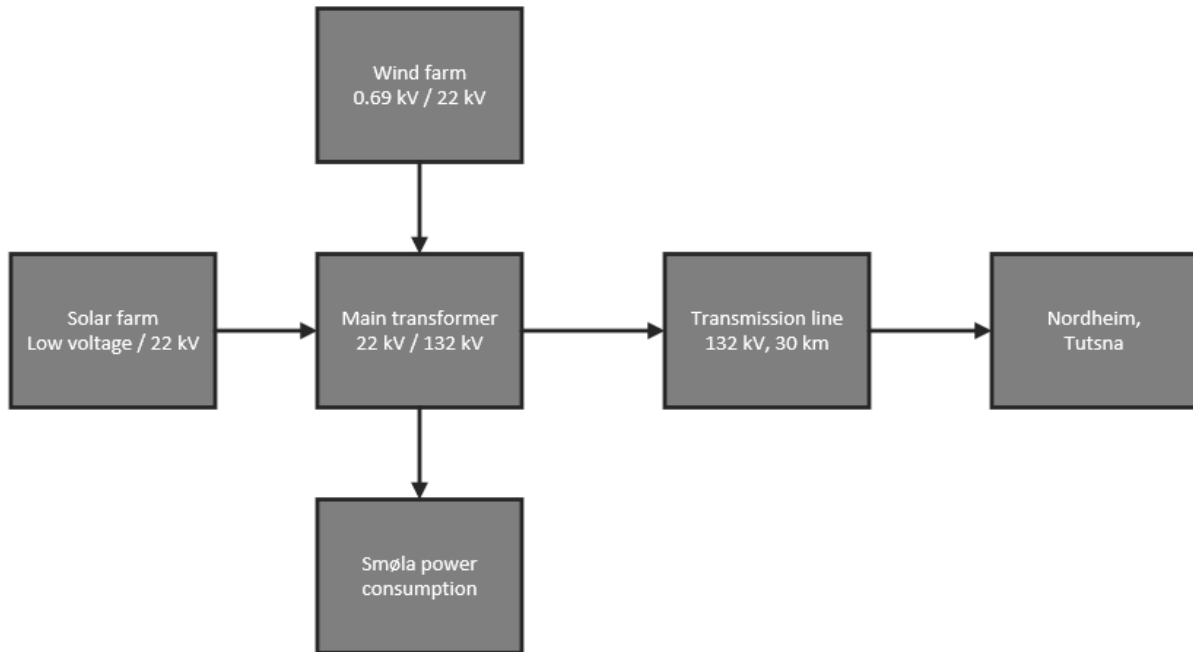 Wind farm
0.69 kV / 22 kV
Solar farm
Low voltage / 22 kV
Main transformer
22 kV / 132 kV
Transmission line
132 kV, 30 km
Nordheim,
Tutsna
Smøla power
consumption